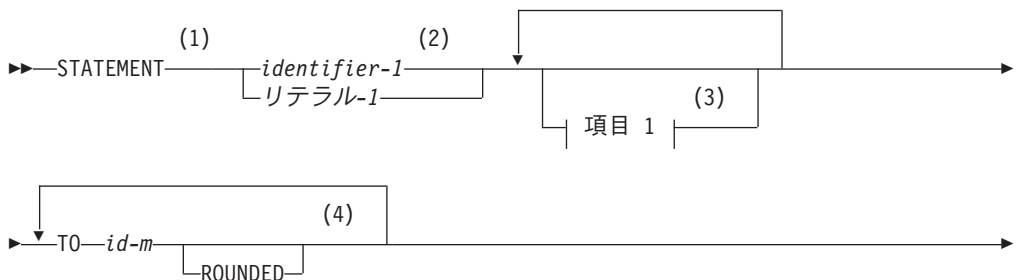 (1) (2)
STATEMENT identifier-1
リテラル-1 (3)
項目 1
(4)
TO id-m
ROUNDED